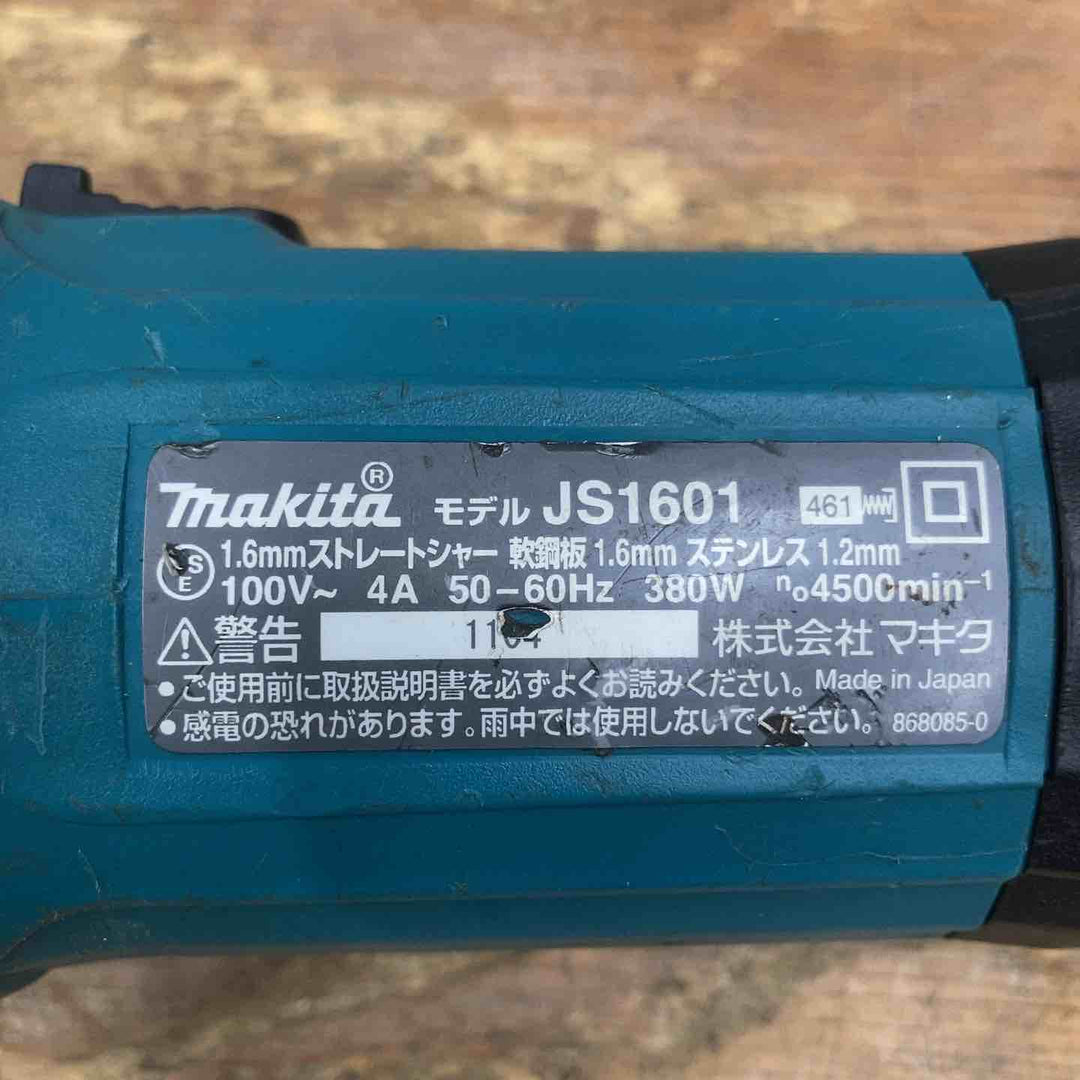 makita® モデル JS1601 461
1.6mmストレートシャー 軟鋼板 1.6mm ステンレス 1.2mm
100V~ 4A 50-60Hz 380W n₀4500min⁻¹
警告 株式会社 マキタ
●ご使用前に取扱説明書を必ずよくお読みください。 Made in Japan
●感電の恐れがあります。雨中では使用しないでください。 868085-0